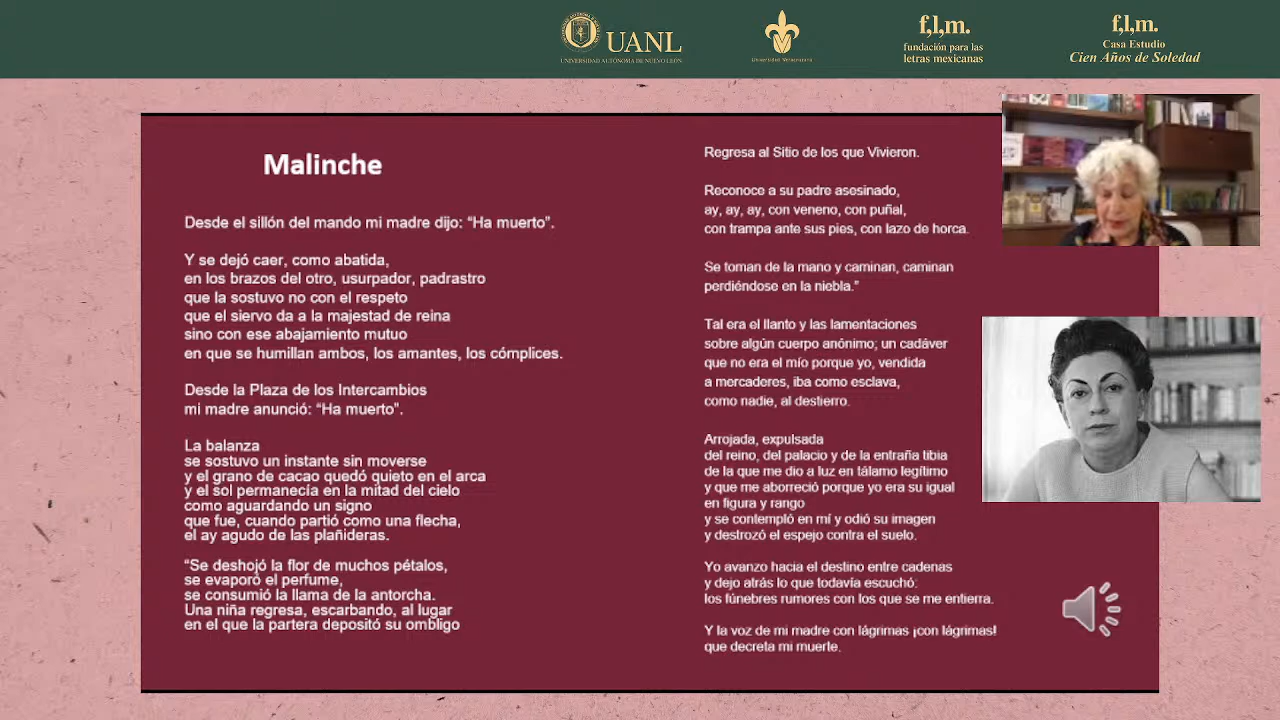 UANL
UNIVERSIDAD AUTÓNOMA DE NUEVO LEÓN
Universidad Veracruzana
f,l,m.
fundación para las
letras mexicanas
f,l,m.
Casa Estudio
Cien Años de Soledad
Malinche
Desde el sillón del mando mi madre dijo: “Ha muerto”.
Y se dejó caer, como abatida,
en los brazos del otro, usurpador, padrastro
que la sostuvo no con el respeto
que el siervo da a la majestad de reina
sino con ese abajamiento mutuo
en que se humillan ambos, los amantes, los cómplices.
Desde la Plaza de los Intercambios
mi madre anunció: “Ha muerto”.
La balanza
se sostuvo un instante sin moverse
y el grano de cacao quedó quieto en el arca
y el sol permanecía en la mitad del cielo
como aguardando un signo
que fue, cuando partió como una flecha,
el ay agudo de las plañideras.
“Se deshojó la flor de muchos pétalos,
se evaporó el perfume,
se consumió la llama de la antorcha.
Una niña regresa, escarbando, al lugar
en el que la partera depositó su ombligo
Regresa al Sitio de los que Vivieron.
Reconoce a su padre asesinado,
ay, ay, ay, con veneno, con puñal,
con trampa ante sus pies, con lazo de horca.
Se toman de la mano y caminan, caminan
perdiéndose en la niebla.”
Tal era el llanto y las lamentaciones
sobre algún cuerpo anónimo; un cadáver
que no era el mío porque yo, vendida
a mercaderes, iba como esclava,
como nadie, al destierro.
Arrojada, expulsada
del reino, del palacio y de la entraña tibia
de la que me dio a luz en tálamo legítimo
y que me aborreció porque yo era su igual
en figura y rango
y se contempló en mí y odió su imagen
y destrozó el espejo contra el suelo.
Yo avanzo hacia el destino entre cadenas
y dejo atrás lo que todavía escuchó:
los fúnebres rumores con los que se me entierra.
Y la voz de mi madre con lágrimas ¡con lágrimas!
que decreta mi muerte.